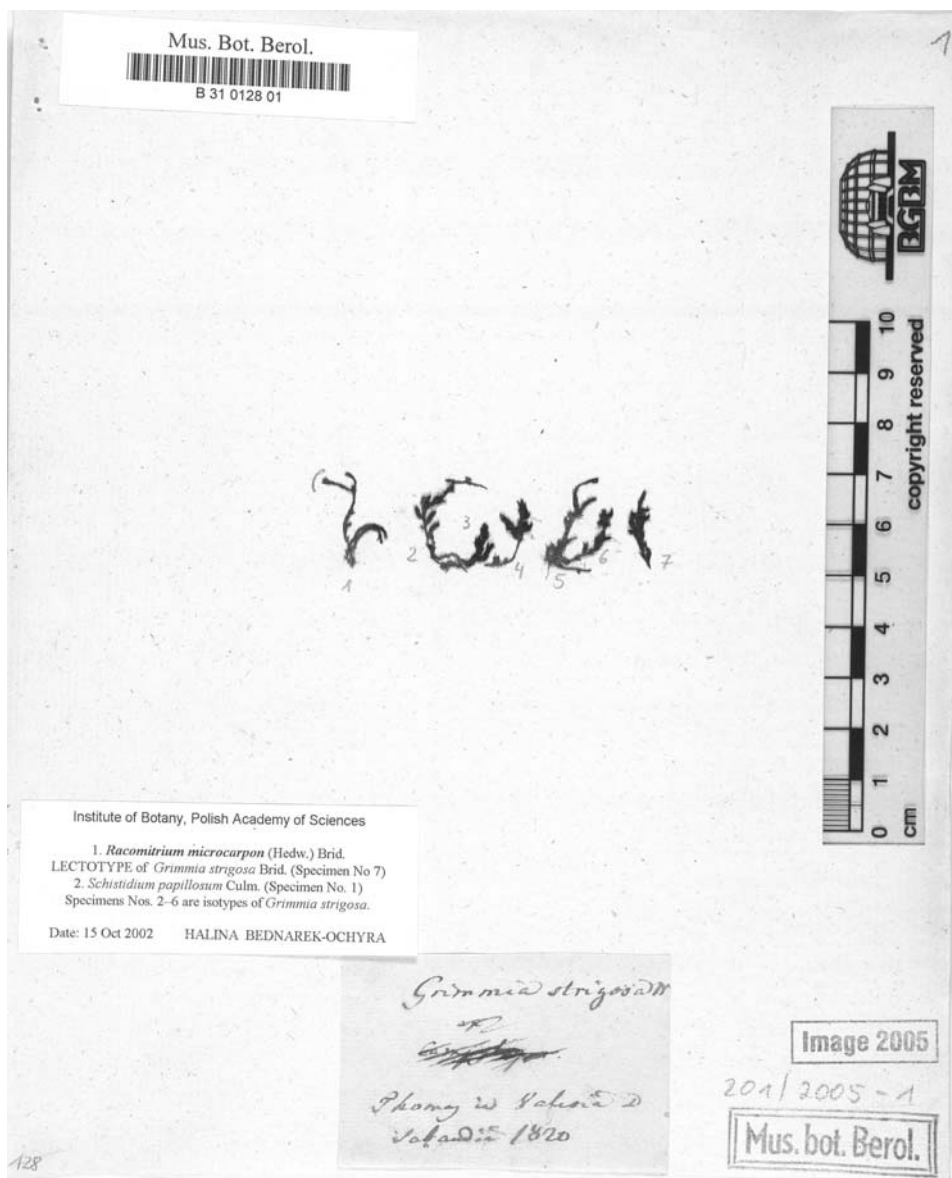 Mus. Bot. Berol.
B 31 0128 01
1
BGBM
copyright reserved
10
9
8
7
6
5
4
3
2
1
0
cm
1
2
3
4
5
6
7
Institute of Botany, Polish Academy of Sciences
1. Racomitrium microcarpon (Hedw.) Brid.
LECTOTYPE of Grimmia strigosa Brid. (Specimen No 7)
2. Schistidium papillosum Culm. (Specimen No. 1)
Specimens Nos. 2–6 are isotypes of Grimmia strigosa.
Date: 15 Oct 2002 HALINA BEDNAREK-OCHYRA
Grimmia strigosa
Thomas Valesia
1820
Image 2005
201/2005-1
Mus. bot. Berol.
128